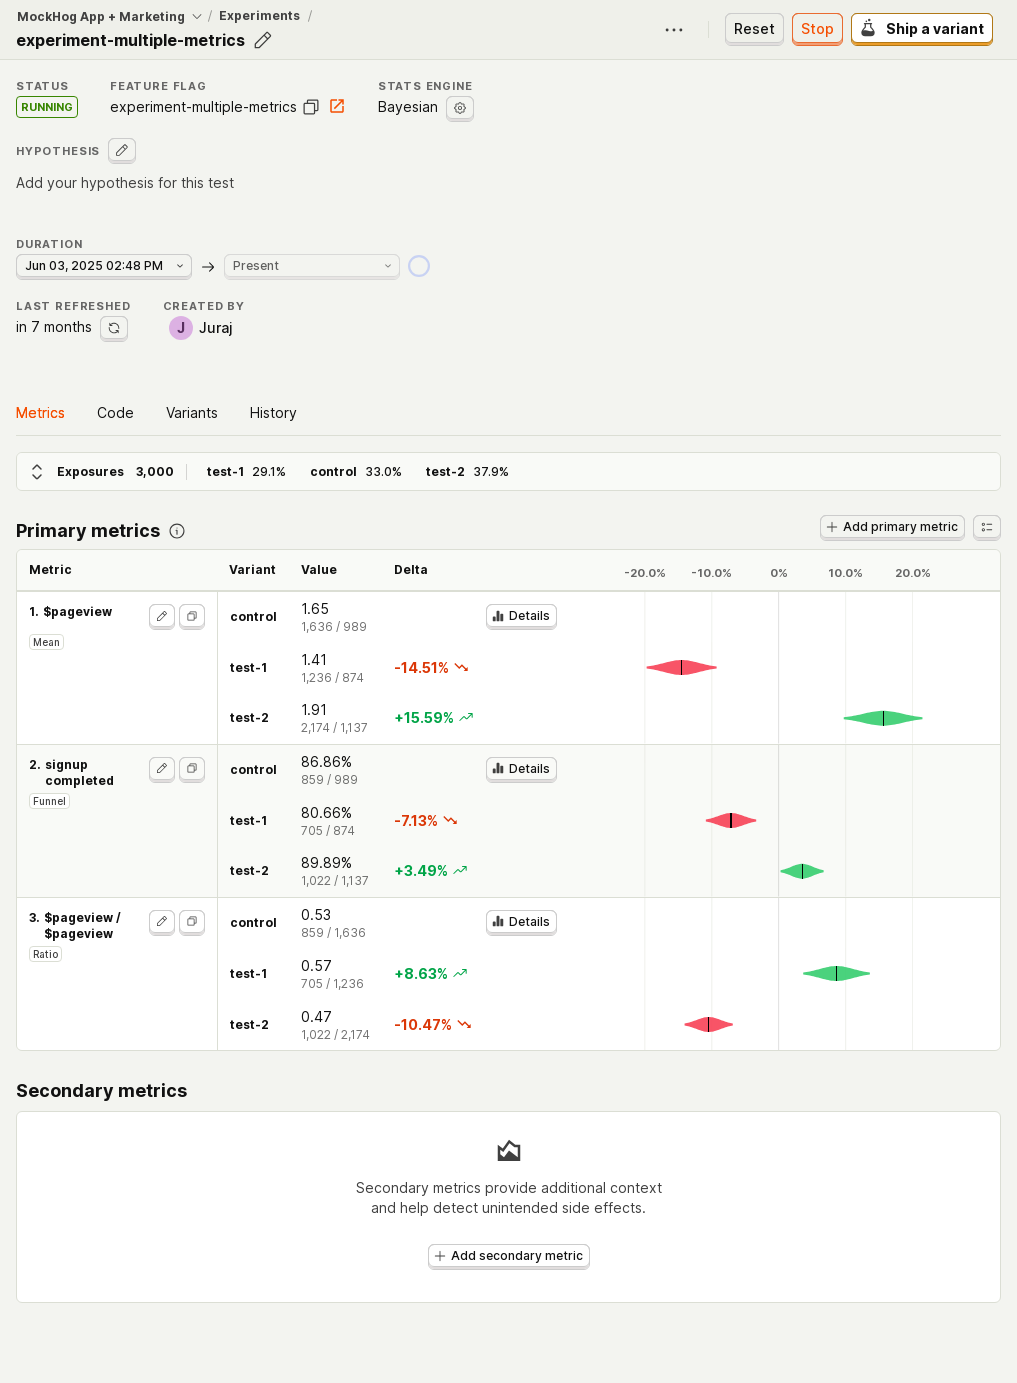 MockHog App + Marketing / Experiments /
experiment-multiple-metrics
Reset
Stop
Ship a variant
STATUS
RUNNING
FEATURE FLAG
experiment-multiple-metrics
STATS ENGINE
Bayesian
HYPOTHESIS
Add your hypothesis for this test
DURATION
Jun 03, 2025 02:48 PM → Present
LAST REFRESHED
in 7 months
CREATED BY
J Juraj
Metrics Code Variants History
Exposures 3,000 test-1 29.1% control 33.0% test-2 37.9%
Primary metrics
Add primary metric
Metric Variant Value Delta -20.0% -10.0% 0% 10.0% 20.0%
1. $pageview
Mean
control 1.65 Details
1,636 / 989
test-1 1.41 -14.51%
1,236 / 874
test-2 1.91 +15.59%
2,174 / 1,137
2. signup
completed
Funnel
control 86.86% Details
859 / 989
test-1 80.66% -7.13%
705 / 874
test-2 89.89% +3.49%
1,022 / 1,137
3. $pageview /
$pageview
Ratio
control 0.53 Details
859 / 1,636
test-1 0.57 +8.63%
705 / 1,236
test-2 0.47 -10.47%
1,022 / 2,174
Secondary metrics
Secondary metrics provide additional context
and help detect unintended side effects.
Add secondary metric